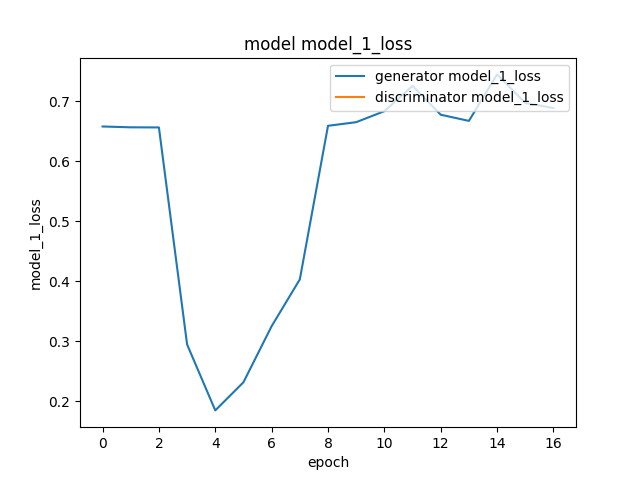 model model_1_loss
generator model_1_loss
discriminator model_1_loss
0.7
0.6
0.5
0.4
0.3
0.2
model_1_loss
0 2 4 6 8 10 12 14 16
epoch